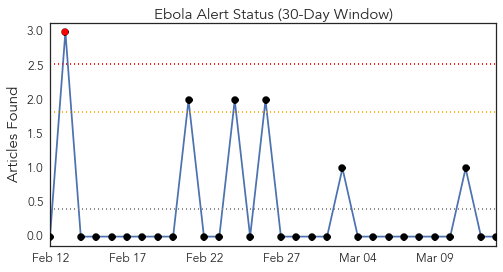 Ebola Alert Status (30-Day Window)
Articles Found
3.0
2.5
2.0
1.5
1.0
0.5
0.0
Feb 12 Feb 17 Feb 22 Feb 27 Mar 04 Mar 09